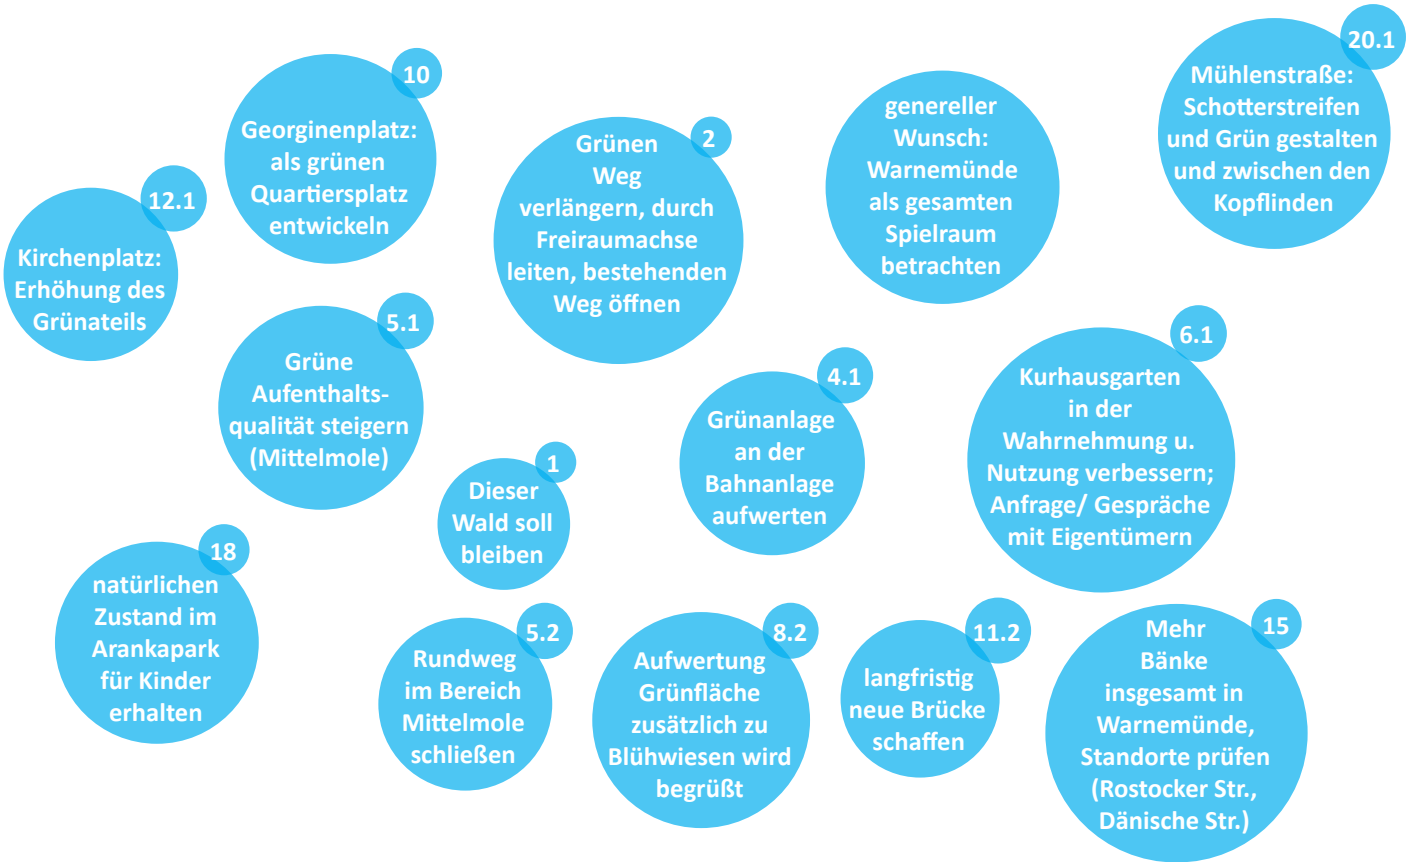 12.1
Kirchenplatz:
Erhöhung des
Grünateils
10
Georginenplatz:
als grünen
Quartiersplatz
entwickeln
2
Grünen
Weg
verlängern, durch
Freiraumachse
leiten, bestehenden
Weg öffnen
genereller
Wunsch:
Warnemünde
als gesamten
Spielraum
betrachten
20.1
Mühlenstraße:
Schotterstreifen
und Grün gestalten
und zwischen den
Kopflinden
5.1
Grüne
Aufenthalts-
qualität steigern
(Mittelmole)
1
Dieser
Wald soll
bleiben
4.1
Grünanlage
an der
Bahnanlage
aufwerten
6.1
Kurhausgarten
in der
Wahrnehmung u.
Nutzung verbessern;
Anfrage/ Gespräche
mit Eigentümern
18
natürlichen
Zustand im
Arankapark
für Kinder
erhalten
5.2
Rundweg
im Bereich
Mittelmole
schließen
8.2
Aufwertung
Grünfläche
zusätzlich zu
Blühwiesen wird
begrüßt
11.2
langfristig
neue Brücke
schaffen
15
Mehr
Bänke
insgesamt in
Warnemünde,
Standorte prüfen
(Rostocker Str.,
Dänische Str.)